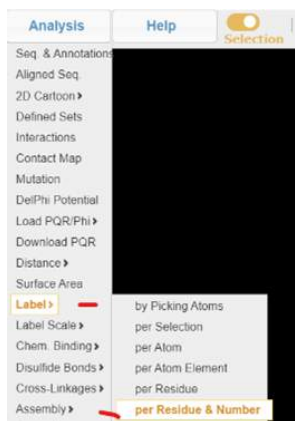 Analysis Help
Selection
Seq. & Annotations
Aligned Seq.
2D Cartoon >
Defined Sets
Interactions
Contact Map
Mutation
DelPhi Potential
Load PQR/Phi >
Download PQR
Distance >
Surface Area
Label > by Picking Atoms
Label Scale > per Selection
Chem. Binding > per Atom
Disulfide Bonds > per Atom Element
Cross-Linkages > per Residue
Assembly > per Residue & Number